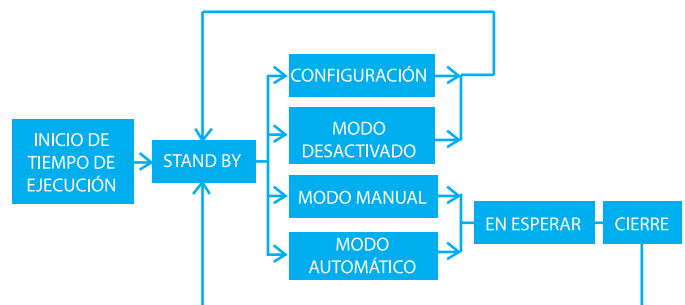 INICIO DE
TIEMPO DE
EJECUCIÓN
STAND BY
CONFIGURACIÓN
MODO
DESACTIVADO
MODO MANUAL
MODO
AUTOMÁTICO
EN ESPERAR
CIERRE